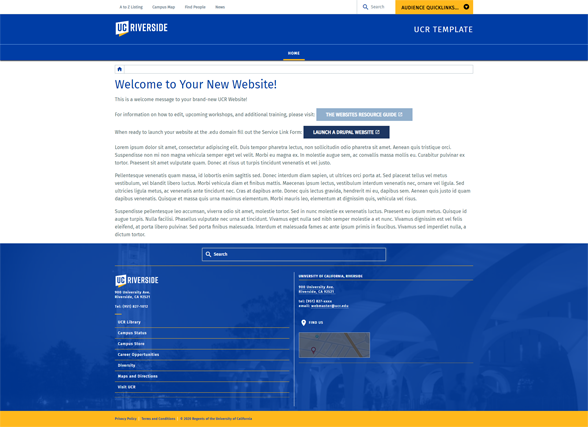 A to Z Listing Campus Map Find People News Search AUDIENCE QUICKLINKS...
UC RIVERSIDE
UCR TEMPLATE
HOME
Welcome to Your New Website!
This is a welcome message to your brand-new UCR Website!
For information on how to edit, upcoming workshops, and additional training, please visit: THE WEBSITES RESOURCE GUIDE
When ready to launch your website at the .edu domain fill out the Service Link Form: LAUNCH A DRUPAL WEBSITE
Lorem ipsum dolor sit amet, consectetur adipiscing elit. Duis tempor pharetra lectus, non sollicitudin odio pharetra sit amet. Aenean quis tristique orci.
Suspendisse non mi non magna vehicula semper eget vel velit. Morbi eu magna ex. In molestie augue sem, ac convallis massa mollis eu. Curabitur pulvinar ex
tortor. Praesent sit amet vulputate quam. Donec at risus ut turpis tincidunt venenatis et vel justo.
Pellentesque venenatis quam massa, id lobortis enim sagittis sed. Donec interdum diam sapien, ut ultrices orci porta at. Sed placerat tellus vel metus
vestibulum, vel blandit libero luctus. Morbi vehicula diam et finibus mattis. Maecenas ipsum lectus, vestibulum interdum venenatis nec, ornare vel ligula. Sed
ultricies ligula metus, ac venenatis ante tincidunt nec. Cras at dapibus ante. Donec quis lectus gravida, hendrerit mi eu, dapibus sem. Aenean quis justo id quam
dapibus venenatis. Quisque et massa quis urna maximus elementum. Morbi mauris leo, elementum et dignissim quis, vehicula vel risus.
Suspendisse pellentesque leo accumsan, viverra odio sit amet, molestie tortor. Sed in nunc molestie ex venenatis luctus. Praesent eu ipsum metus. Quisque id
augue turpis. Nulla facilisi. Phasellus vulputate nec urna at tincidunt. Vivamus viverra nulla sed nibh semper molestie a et nunc. Vivamus dignissim est vel felis
eleifend, at porta libero pulvinar. Sed porta finibus malesuada. Interdum et malesuada fames ac ante ipsum primis in faucibus. Vivamus sed imperdiet nulla, a
dictum tortor.
Search
UC RIVERSIDE
900 University Ave.
Riverside, CA 92521
Tel: (951) 827-1012
UCR Library
Campus Status
Campus Store
Career Opportunities
Diversity
Maps and Directions
Visit UCR
UNIVERSITY OF CALIFORNIA, RIVERSIDE
900 University Ave.
Riverside, CA 92521
email: webmaster@ucr.edu
FIND US
Privacy Policy Terms and Conditions © 2020 Regents of the University of California